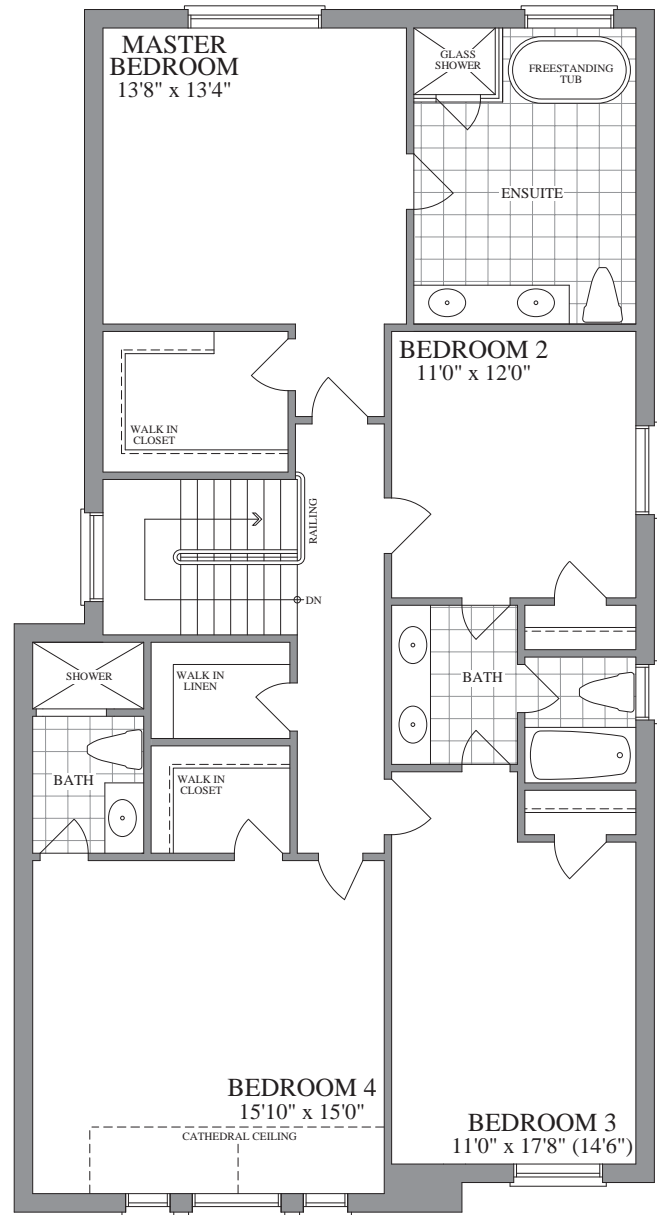 MASTER
BEDROOM
13'8" x 13'4"
GLASS
SHOWER
FREESTANDING
TUB
ENSUITE
BEDROOM 2
11'0" x 12'0"
WALK IN
CLOSET
RAILING
DN
SHOWER
WALK IN
LINEN
BATH
BATH
WALK IN
CLOSET
BEDROOM 4
15'10" x 15'0"
CATHEDRAL CEILING
BEDROOM 3
11'0" x 17'8" (14'6")